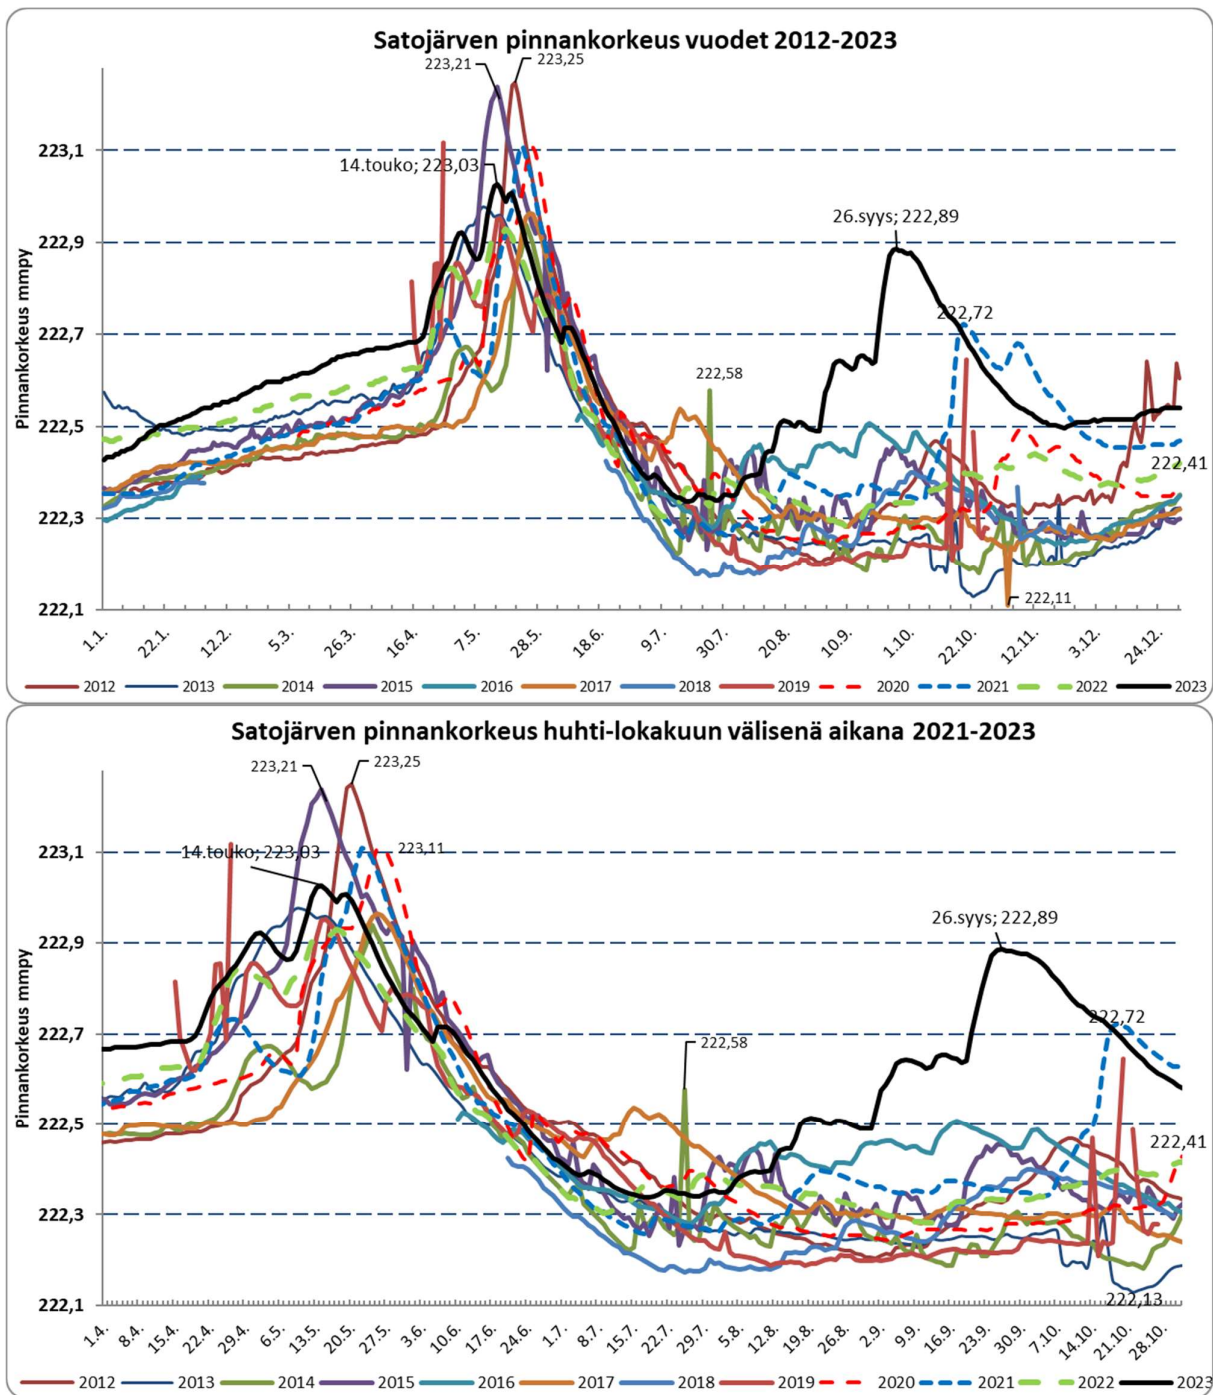 Satojärven pinnankorkeus vuodet 2012-2023
223,21
223,25
14.touko; 223,03
26.syys; 222,89
222,72
222,58
222,41
222,11
Pinnankorkeus mmpy
223,1
222,9
222,7
222,5
222,3
222,1
1.1. 22.1. 12.2. 5.3. 26.3. 16.4. 7.5. 28.5. 18.6. 9.7. 30.7. 20.8. 10.9. 1.10. 22.10. 12.11. 3.12. 24.12.
2012 2013 2014 2015 2016 2017 2018 2019 2020 2021 2022 2023
Satojärven pinnankorkeus huhti-lokakuun välisenä aikana 2021-2023
223,21
223,25
14.touko; 223,03
223,11
26.syys; 222,89
222,72
222,58
222,41
222,13
Pinnankorkeus mmpy
223,1
222,9
222,7
222,5
222,3
222,1
1.4. 8.4. 15.4. 22.4. 29.4. 6.5. 13.5. 20.5. 27.5. 3.6. 10.6. 17.6. 24.6. 1.7. 8.7. 15.7. 22.7. 29.7. 5.8. 12.8. 19.8. 26.8. 2.9. 9.9. 16.9. 23.9. 30.9. 7.10. 14.10. 21.10. 28.10.
2012 2013 2014 2015 2016 2017 2018 2019 2020 2021 2022 2023